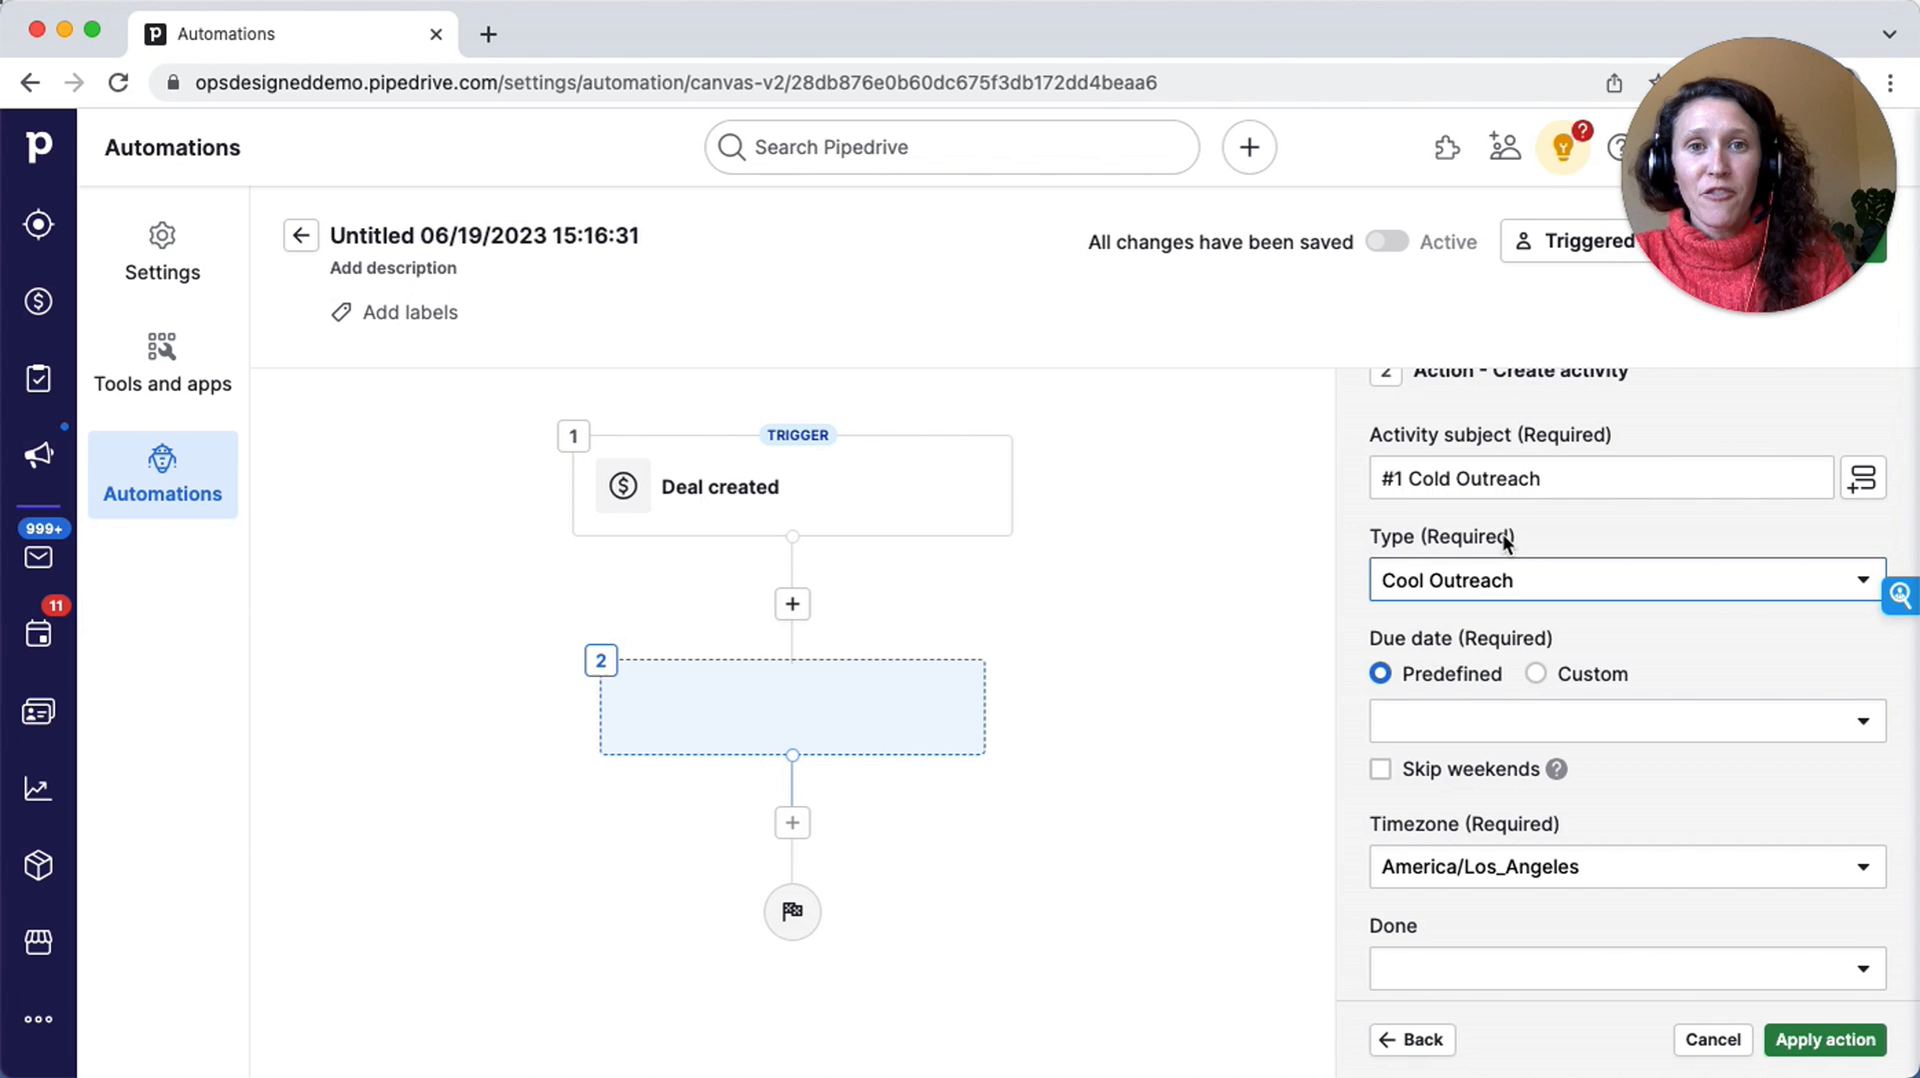 Automations
opsdesigneddemo.pipedrive.com/settings/automation/canvas-v2/28db876e0b60dc675f3db172dd4beaa6
p
Automations
Search Pipedrive
?
Settings
Tools and apps
Automations
999+
11
Untitled 06/19/2023 15:16:31
Add description
Add labels
All changes have been saved
Active
Triggered
1
TRIGGER
Deal created
2
2
Action - Create activity
Activity subject (Required)
#1 Cold Outreach
Type (Required)
Cool Outreach
Due date (Required)
Predefined
Custom
Skip weekends ?
Timezone (Required)
America/Los_Angeles
Done
Back
Cancel
Apply action